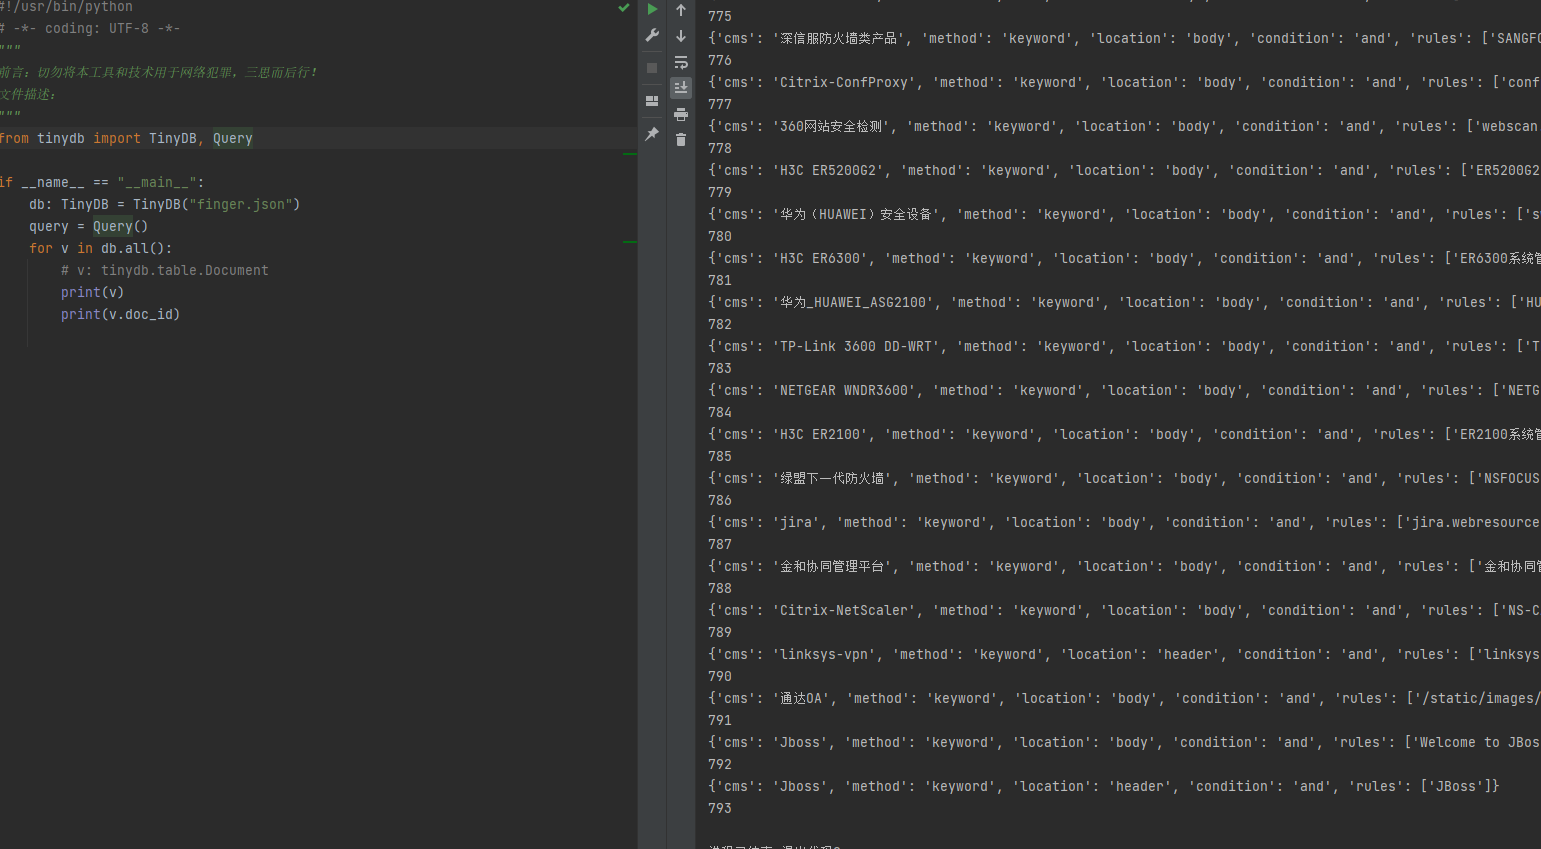 #!/usr/bin/python
# -*- coding: UTF-8 -*-
"""
前言：切勿将本工具和技术用于网络犯罪，三思而后行！
文件描述：
"""
from tinydb import TinyDB, Query
if __name__ == "__main__":
db: TinyDB = TinyDB("finger.json")
query = Query()
for v in db.all():
# v: tinydb.table.Document
print(v)
print(v.doc_id)
775
{'cms': '深信服防火墙类产品', 'method': 'keyword', 'location': 'body', 'condition': 'and', 'rules': ['SANGFO
776
{'cms': 'Citrix-ConfProxy', 'method': 'keyword', 'location': 'body', 'condition': 'and', 'rules': ['conf
777
{'cms': '360网站安全检测', 'method': 'keyword', 'location': 'body', 'condition': 'and', 'rules': ['webscan
778
{'cms': 'H3C ER5200G2', 'method': 'keyword', 'location': 'body', 'condition': 'and', 'rules': ['ER5200G2
779
{'cms': '华为（HUAWEI）安全设备', 'method': 'keyword', 'location': 'body', 'condition': 'and', 'rules': ['s
780
{'cms': 'H3C ER6300', 'method': 'keyword', 'location': 'body', 'condition': 'and', 'rules': ['ER6300系统管
781
{'cms': '华为_HUAWEI_ASG2100', 'method': 'keyword', 'location': 'body', 'condition': 'and', 'rules': ['HU
782
{'cms': 'TP-Link 3600 DD-WRT', 'method': 'keyword', 'location': 'body', 'condition': 'and', 'rules': ['T
783
{'cms': 'NETGEAR WNDR3600', 'method': 'keyword', 'location': 'body', 'condition': 'and', 'rules': ['NETG
784
{'cms': 'H3C ER2100', 'method': 'keyword', 'location': 'body', 'condition': 'and', 'rules': ['ER2100系统管
785
{'cms': '绿盟下一代防火墙', 'method': 'keyword', 'location': 'body', 'condition': 'and', 'rules': ['NSFOCUS
786
{'cms': 'jira', 'method': 'keyword', 'location': 'body', 'condition': 'and', 'rules': ['jira.webresource
787
{'cms': '金和协同管理平台', 'method': 'keyword', 'location': 'body', 'condition': 'and', 'rules': ['金和协同管
788
{'cms': 'Citrix-NetScaler', 'method': 'keyword', 'location': 'body', 'condition': 'and', 'rules': ['NS-C
789
{'cms': 'linksys-vpn', 'method': 'keyword', 'location': 'header', 'condition': 'and', 'rules': ['linksys
790
{'cms': '通达OA', 'method': 'keyword', 'location': 'body', 'condition': 'and', 'rules': ['/static/images/
791
{'cms': 'Jboss', 'method': 'keyword', 'location': 'body', 'condition': 'and', 'rules': ['Welcome to JBos
792
{'cms': 'Jboss', 'method': 'keyword', 'location': 'header', 'condition': 'and', 'rules': ['JBoss']}
793